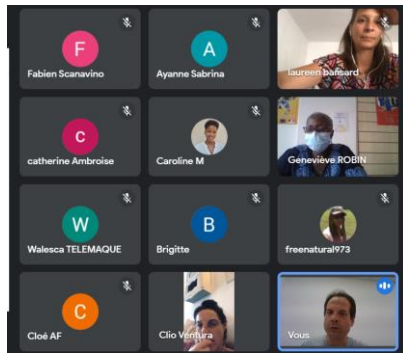 F
Fabien Scanavino
A
Ayanne Sabrina
laureen bansard
c
catherine Ambroise
Caroline M
Geneviève ROBIN
W
Walesca TELEMAQUE
B
Brigitte
freenatural973
C
Cloé AF
Clio Ventura
Vous